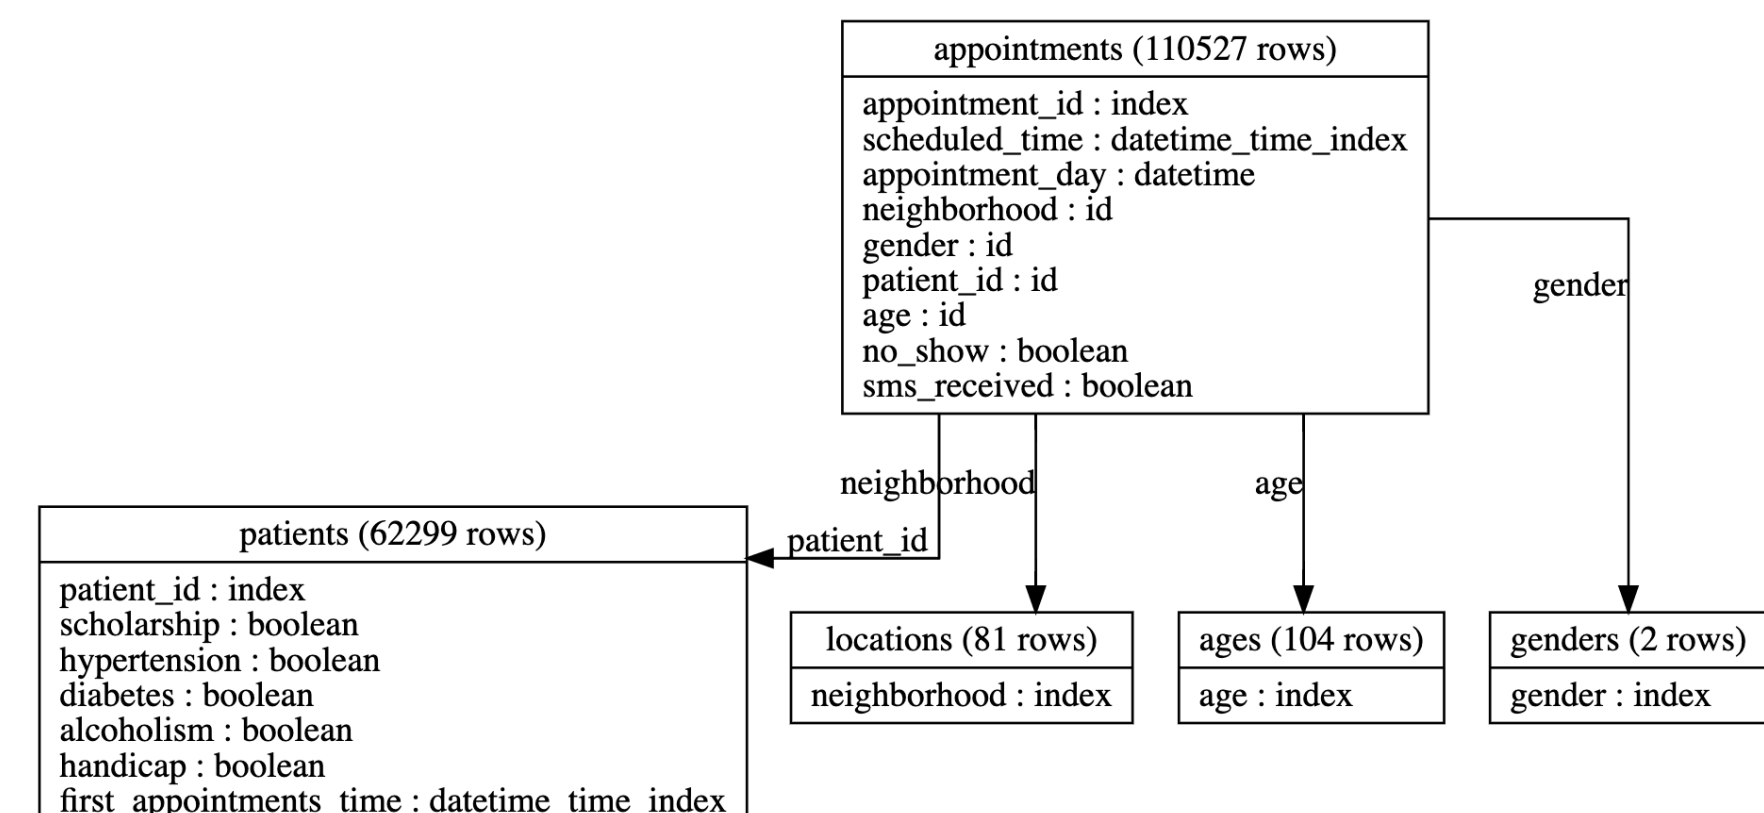 appointments (110527 rows)
appointment_id : index
scheduled_time : datetime_time_index
appointment_day : datetime
neighborhood : id
gender : id
patient_id : id
age : id
no_show : boolean
sms_received : boolean
gender
neighborhood
age
patient_id
patients (62299 rows)
patient_id : index
scholarship : boolean
hypertension : boolean
diabetes : boolean
alcoholism : boolean
handicap : boolean
first_appointments_time : datetime_time_index
locations (81 rows)
neighborhood : index
ages (104 rows)
age : index
genders (2 rows)
gender : index